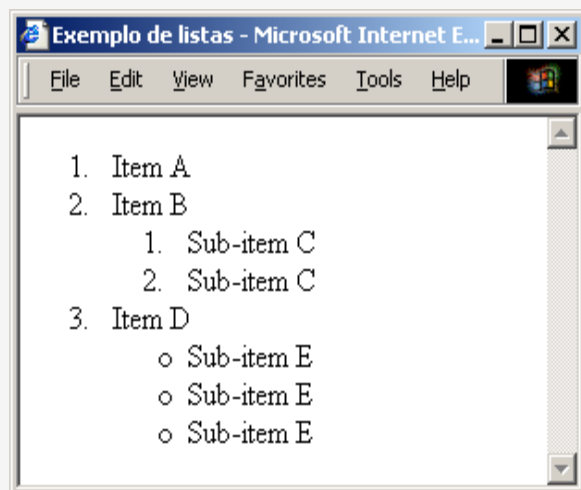 Exemplo de listas - Microsoft Internet E...
File Edit View Favorites Tools Help
1. Item A
2. Item B
1. Sub-item C
2. Sub-item C
3. Item D
o Sub-item E
o Sub-item E
o Sub-item E